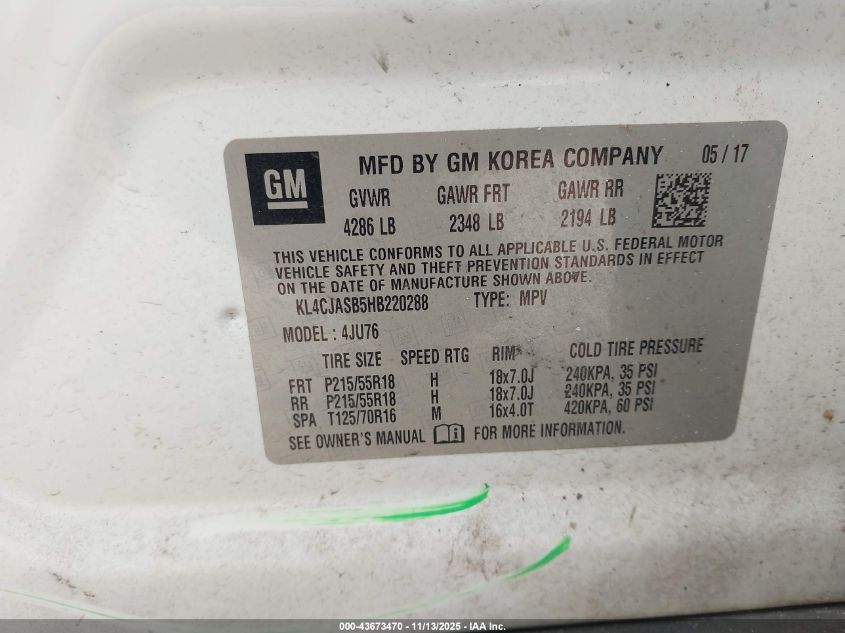 GM
MFD BY GM KOREA COMPANY 05 / 17
GVWR GAWR FRT GAWR RR
4286 LB 2348 LB 2194 LB
THIS VEHICLE CONFORMS TO ALL APPLICABLE U.S. FEDERAL MOTOR
VEHICLE SAFETY AND THEFT PREVENTION STANDARDS IN EFFECT
ON THE DATE OF MANUFACTURE SHOWN ABOVE.
KL4CJASB5HB220288 TYPE: MPV
MODEL : 4JU76
TIRE SIZE SPEED RTG RIM COLD TIRE PRESSURE
FRT P215/55R18 H 18x7.0J 240KPA, 35 PSI
RR P215/55R18 H 18x7.0J 240KPA, 35 PSI
SPA T125/70R16 M 16x4.0T 420KPA, 60 PSI
SEE OWNER'S MANUAL FOR MORE INFORMATION.
000-43673470 - 11/13/2025 - IAA Inc.